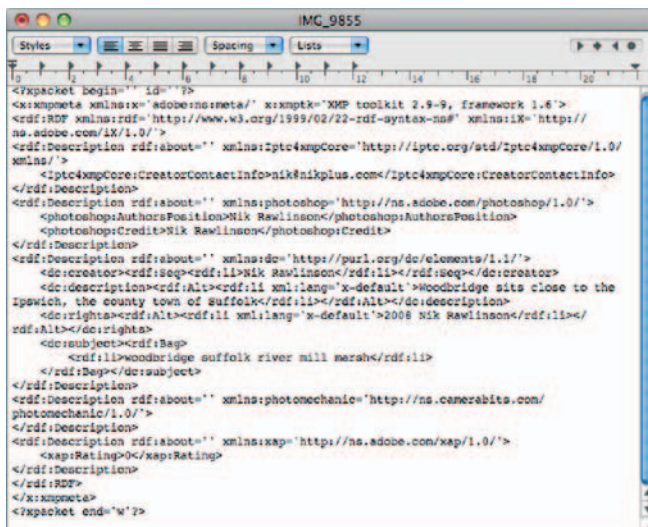 IMG_9855
Styles Spacing Lists
0 2 4 6 8 10 12 14 16 18 20
<?xpacket begin='' id=''?>
<x:xmpmeta xmlns:x='adobe:ns:meta/' x:xmptk='XMP toolkit 2.9-9, framework 1.6'>
<rdf:RDF xmlns:rdf='http://www.w3.org/1999/02/22-rdf-syntax-ns#' xmlns:iX='http://
ns.adobe.com/iX/1.0/'>
<rdf:Description rdf:about='' xmlns:Iptc4xmpCore='http://iptc.org/std/Iptc4xmpCore/1.0/
xmlns/'>
<Iptc4xmpCore:CreatorContactInfo>nik@nikplus.com</Iptc4xmpCore:CreatorContactInfo>
</rdf:Description>
<rdf:Description rdf:about='' xmlns:photoshop='http://ns.adobe.com/photoshop/1.0/'>
<photoshop:AuthorsPosition>Nik Rawlinson</photoshop:AuthorsPosition>
<photoshop:Credit>Nik Rawlinson</photoshop:Credit>
</rdf:Description>
<rdf:Description rdf:about='' xmlns:dc='http://purl.org/dc/elements/1.1/'>
<dc:creator><rdf:Seq><rdf:li>Nik Rawlinson</rdf:li></rdf:Seq></dc:creator>
<dc:description><rdf:Alt><rdf:li xml:lang='x-default'>Woodbridge sits close to the
Ipswich, the county town of Suffolk</rdf:li></rdf:Alt></dc:description>
<dc:rights><rdf:Alt><rdf:li xml:lang='x-default'>2008 Nik Rawlinson</rdf:li></
rdf:Alt></dc:rights>
<dc:subject><rdf:Bag>
<rdf:li>woodbridge suffolk river mill marsh</rdf:li>
</rdf:Bag></dc:subject>
</rdf:Description>
<rdf:Description rdf:about='' xmlns:photomechanic='http://ns.camerabits.com/
photomechanic/1.0/'>
</rdf:Description>
<rdf:Description rdf:about='' xmlns:xap='http://ns.adobe.com/xap/1.0/'>
<xap:Rating>0</xap:Rating>
</rdf:Description>
</rdf:RDF>
</x:xmpmeta>
<?xpacket end='w'?>